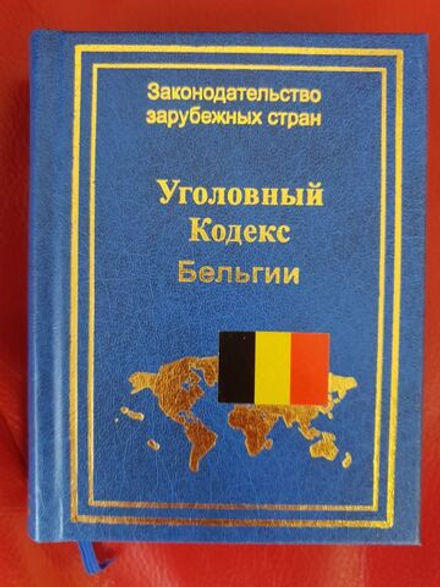 Законодательство
зарубежных стран
Уголовный
Кодекс
Бельгии